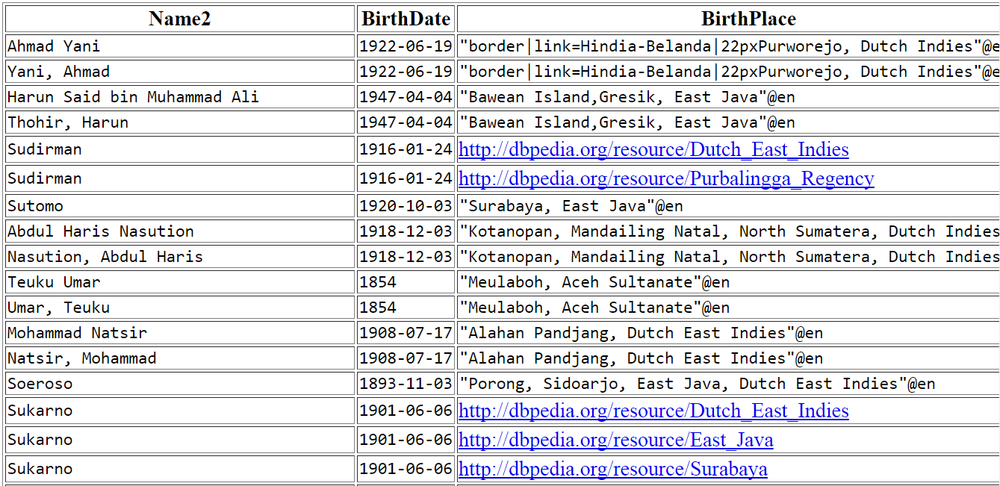 Name2 BirthDate BirthPlace
Ahmad Yani 1922-06-19 "border|link=Hindia-Belanda|22pxPurworejo, Dutch Indies"@e
Yani, Ahmad 1922-06-19 "border|link=Hindia-Belanda|22pxPurworejo, Dutch Indies"@e
Harun Said bin Muhammad Ali 1947-04-04 "Bawean Island,Gresik, East Java"@en
Thohir, Harun 1947-04-04 "Bawean Island,Gresik, East Java"@en
Sudirman 1916-01-24 http://dbpedia.org/resource/Dutch_East_Indies
Sudirman 1916-01-24 http://dbpedia.org/resource/Purbalingga_Regency
Sutomo 1920-10-03 "Surabaya, East Java"@en
Abdul Haris Nasution 1918-12-03 "Kotanopan, Mandailing Natal, North Sumatera, Dutch Indies
Nasution, Abdul Haris 1918-12-03 "Kotanopan, Mandailing Natal, North Sumatera, Dutch Indies
Teuku Umar 1854 "Meulaboh, Aceh Sultanate"@en
Umar, Teuku 1854 "Meulaboh, Aceh Sultanate"@en
Mohammad Natsir 1908-07-17 "Alahan Pandjang, Dutch East Indies"@en
Natsir, Mohammad 1908-07-17 "Alahan Pandjang, Dutch East Indies"@en
Soeroso 1893-11-03 "Porong, Sidoarjo, East Java, Dutch East Indies"@en
Sukarno 1901-06-06 http://dbpedia.org/resource/Dutch_East_Indies
Sukarno 1901-06-06 http://dbpedia.org/resource/East_Java
Sukarno 1901-06-06 http://dbpedia.org/resource/Surabaya